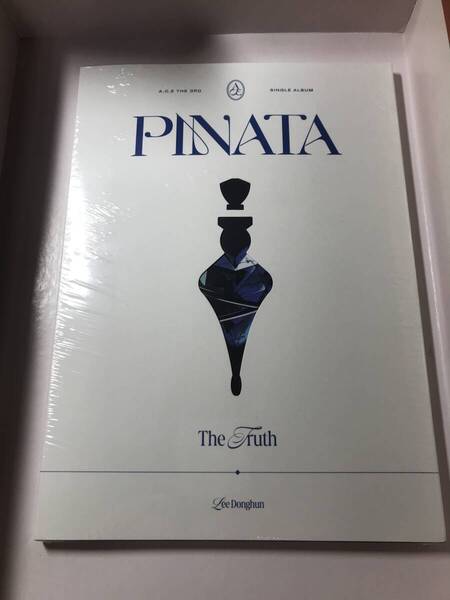 A.C.E THE 3RD SINGLE ALBUM
PINATA
The Truth
Lee Donghun